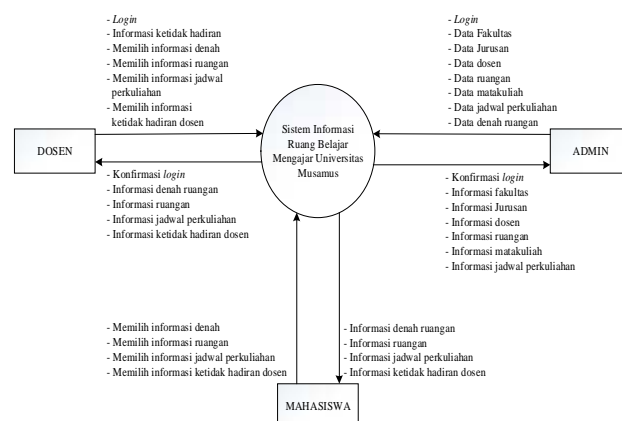 - Login
- Informasi ketidak hadiran
- Memilih informasi denah
- Memilih informasi ruangan
- Memilih informasi jadwal
perkuliahan
- Memilih informasi
ketidak hadiran dosen
- Login
- Data Fakultas
- Data Jurusan
- Data dosen
- Data ruangan
- Data matakuliah
- Data jadwal perkuliahan
- Data denah ruangan
DOSEN
Sistem Informasi
Ruang Belajar
Mengajar Universitas
Musamus
ADMIN
- Konfirmasi login
- Informasi denah ruangan
- Informasi ruangan
- Informasi jadwal perkuliahan
- Informasi ketidak hadiran dosen
- Konfirmasi login
- Informasi fakultas
- Informasi Jurusan
- Informasi dosen
- Informasi ruangan
- Informasi matakuliah
- Informasi jadwal perkuliahan
- Memilih informasi denah
- Memilih informasi ruangan
- Memilih informasi jadwal perkuliahan
- Memilih informasi ketidak hadiran dosen
- Informasi denah ruangan
- Informasi ruangan
- Informasi jadwal perkuliahan
- Informasi ketidak hadiran dosen
MAHASISWA